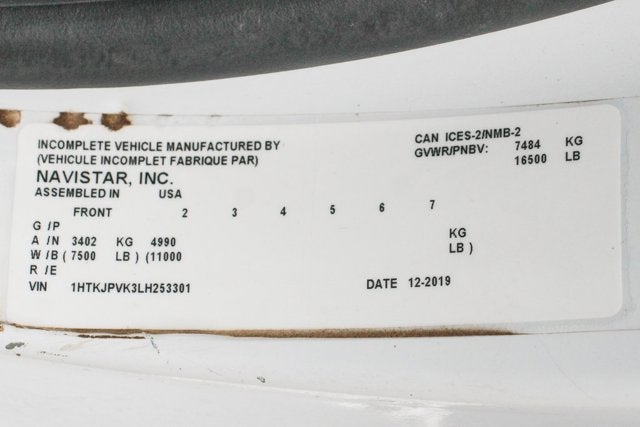 INCOMPLETE VEHICLE MANUFACTURED BY
(VEHICULE INCOMPLET FABRIQUE PAR)
NAVISTAR, INC.
ASSEMBLED IN USA
CAN ICES-2/NMB-2
GVWR/PNBV: 7484 KG
16500 LB
FRONT 2 3 4 5 6 7
G /P
A /N 3402 KG 4990 KG
W/B ( 7500 LB ) (11000 LB )
R /E
VIN 1HTKJPVK3LH253301 DATE 12-2019